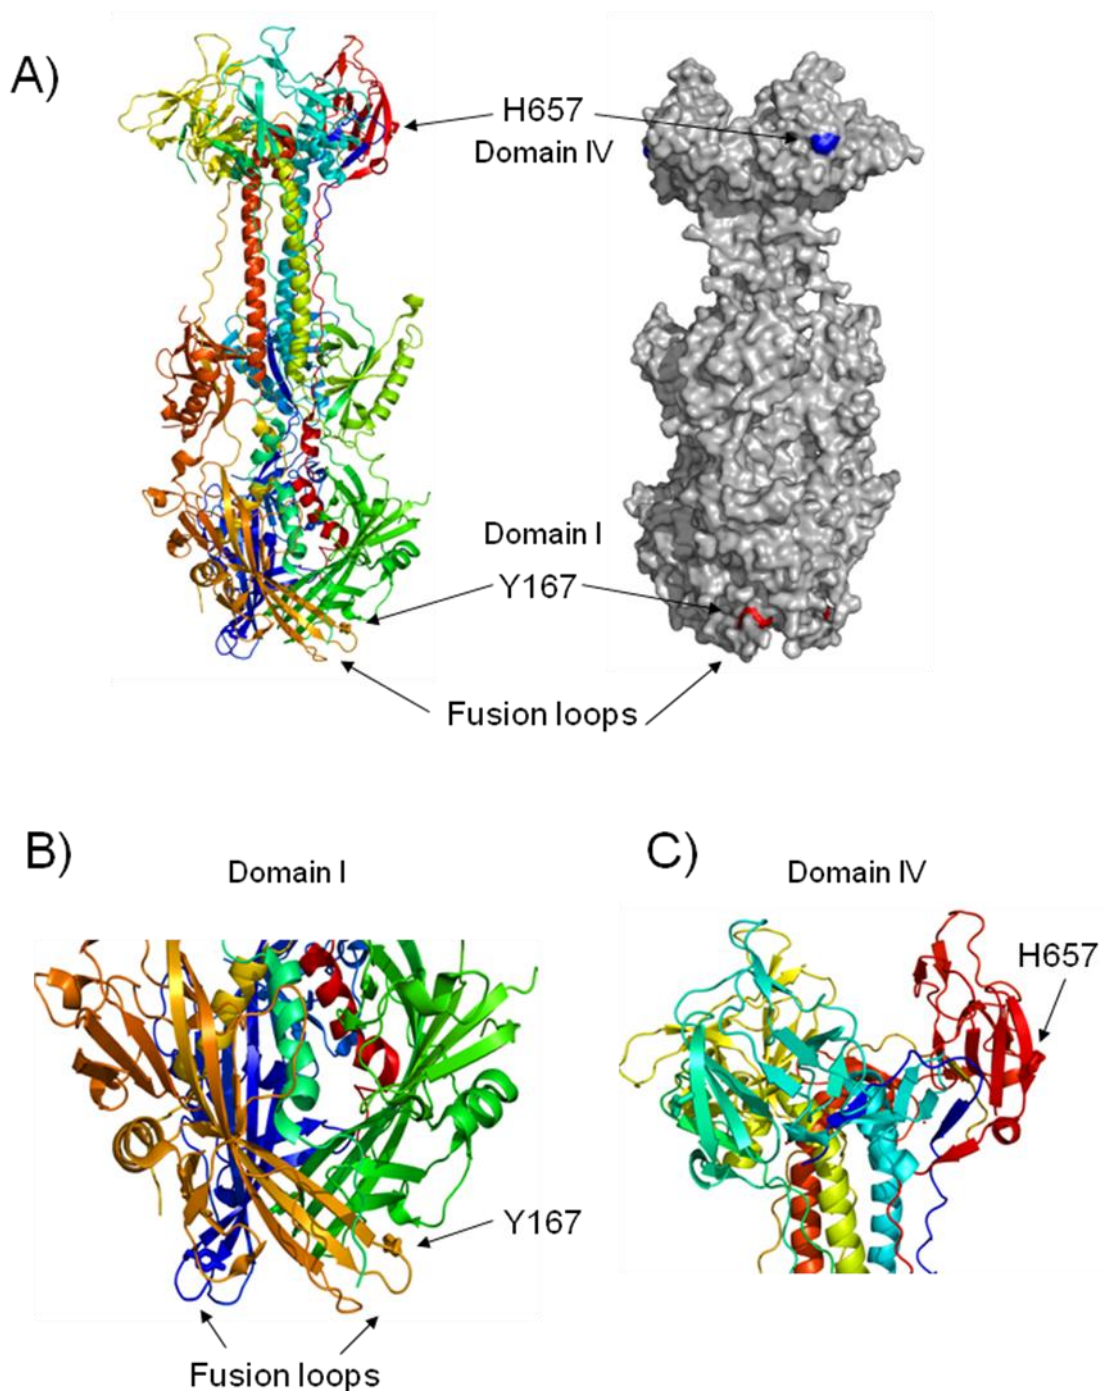 A)
H657
Domain IV
Domain I
Y167
Fusion loops
B)
Domain I
Y167
Fusion loops
C)
Domain IV
H657